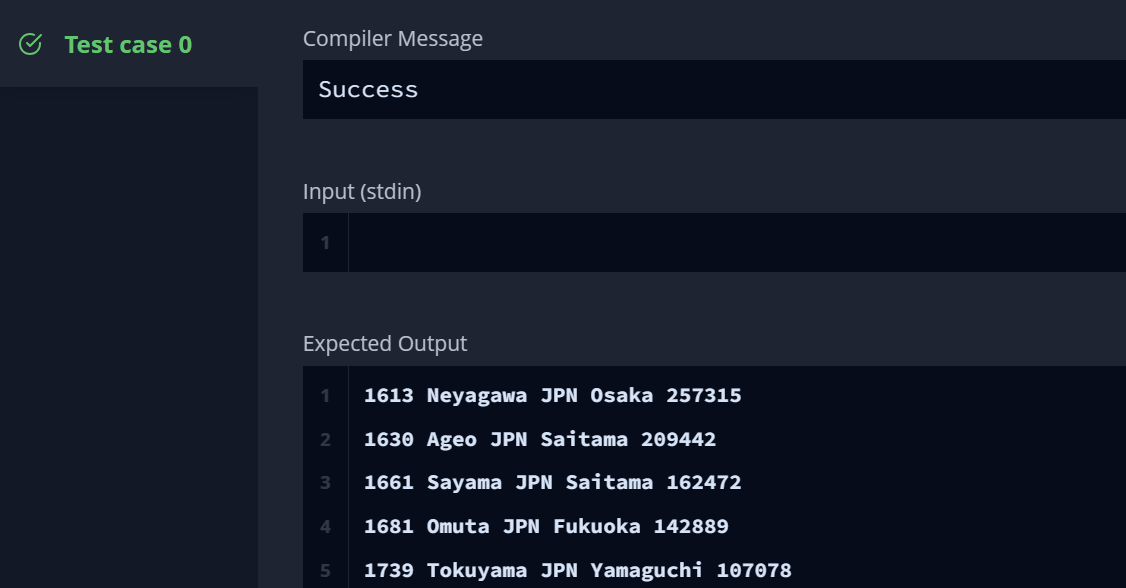 Test case 0
Compiler Message
Success
Input (stdin)
1
Expected Output
1 1613 Neyagawa JPN Osaka 257315
2 1630 Ageo JPN Saitama 209442
3 1661 Sayama JPN Saitama 162472
4 1681 Omuta JPN Fukuoka 142889
5 1739 Tokuyama JPN Yamaguchi 107078